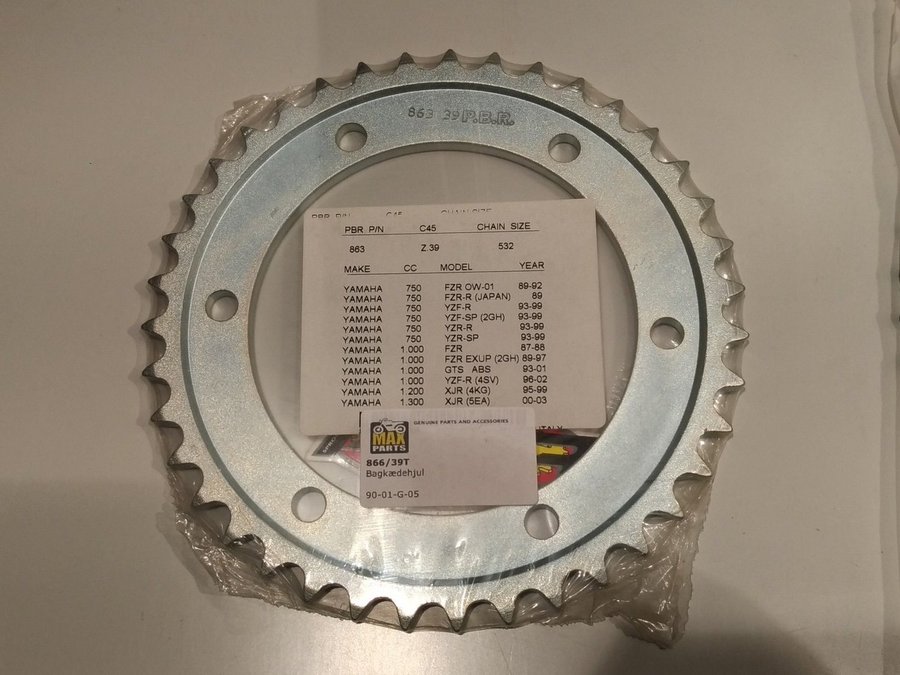 863 39 P.B.R.
PBR P/N C45 CHAIN SIZE
PBR P/N C45 CHAIN SIZE
863 Z.39 532
MAKE CC MODEL YEAR
YAMAHA 750 FZR OW-01 89-92
YAMAHA 750 FZR-R (JAPAN) 89
YAMAHA 750 YZF-R 93-99
YAMAHA 750 YZF-SP (2GH) 93-99
YAMAHA 750 YZR-R 93-99
YAMAHA 750 YZR-SP 93-99
YAMAHA 1.000 FZR 87-88
YAMAHA 1.000 FZR EXUP (2GH) 89-97
YAMAHA 1.000 GTS ABS 93-01
YAMAHA 1.000 YZF-R (4SV) 96-02
YAMAHA 1.200 XJR (4KG) 95-99
YAMAHA 1.300 XJR (5EA) 00-03
MAX
PARTS
GENUINE PARTS AND ACCESSORIES
866/39T
Bagkædehjul
90-01-G-05
ITALY